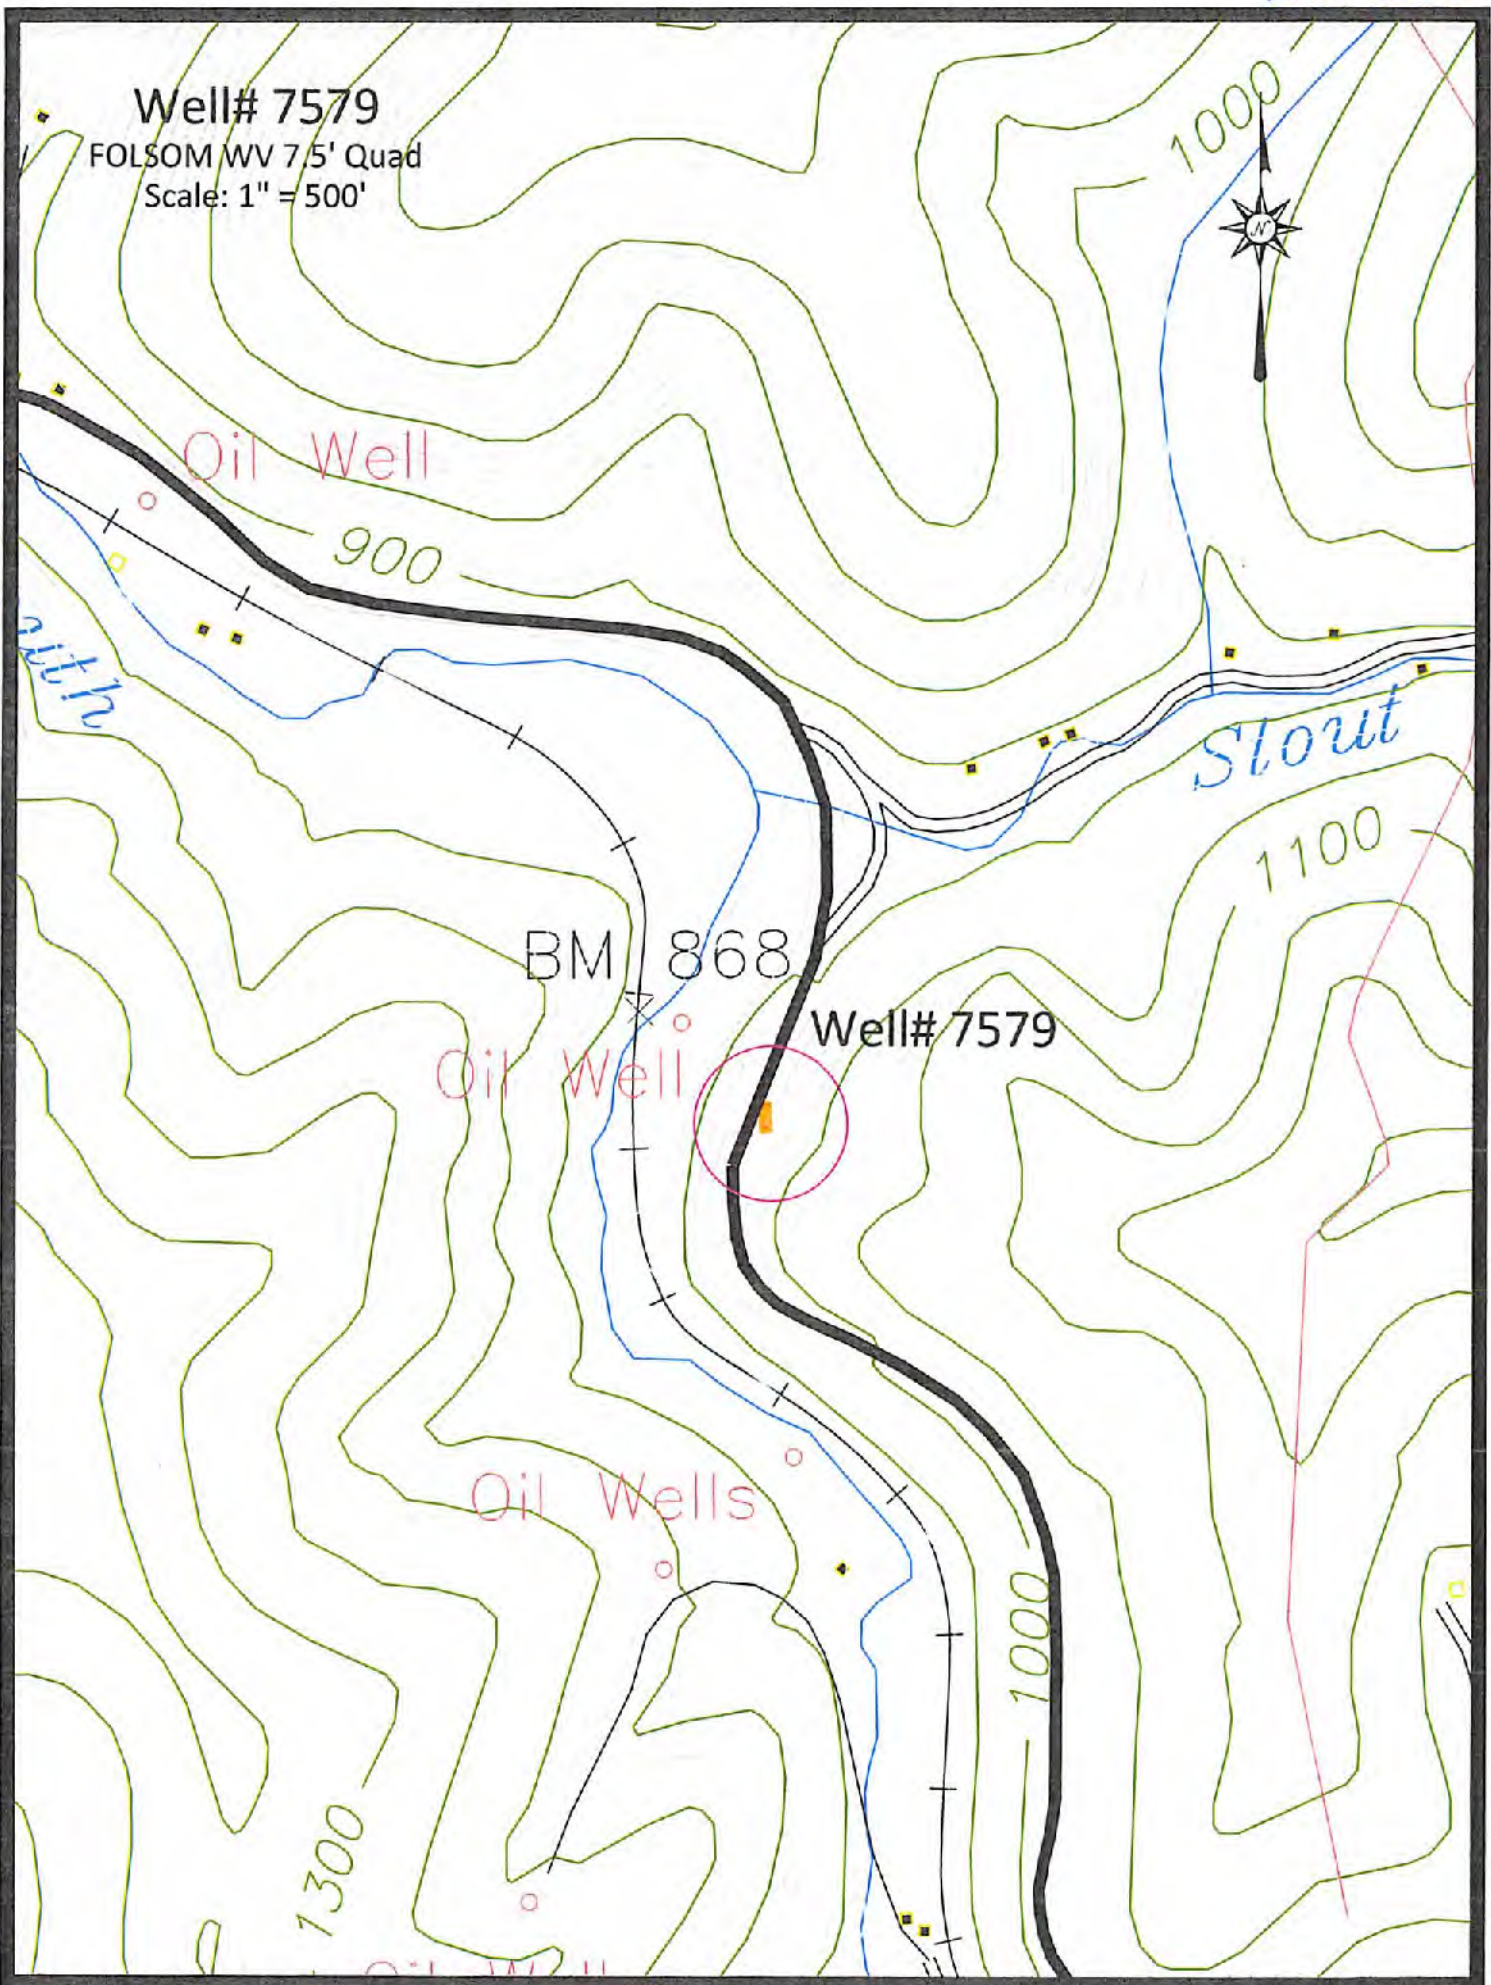 Well# 7579
FOLSOM WV 7.5' Quad
Scale: 1" = 500'
1000
N
Oil Well
900
Slout
1100
BM 868
Well# 7579
Oil Well
Oil Wells
1000
1300